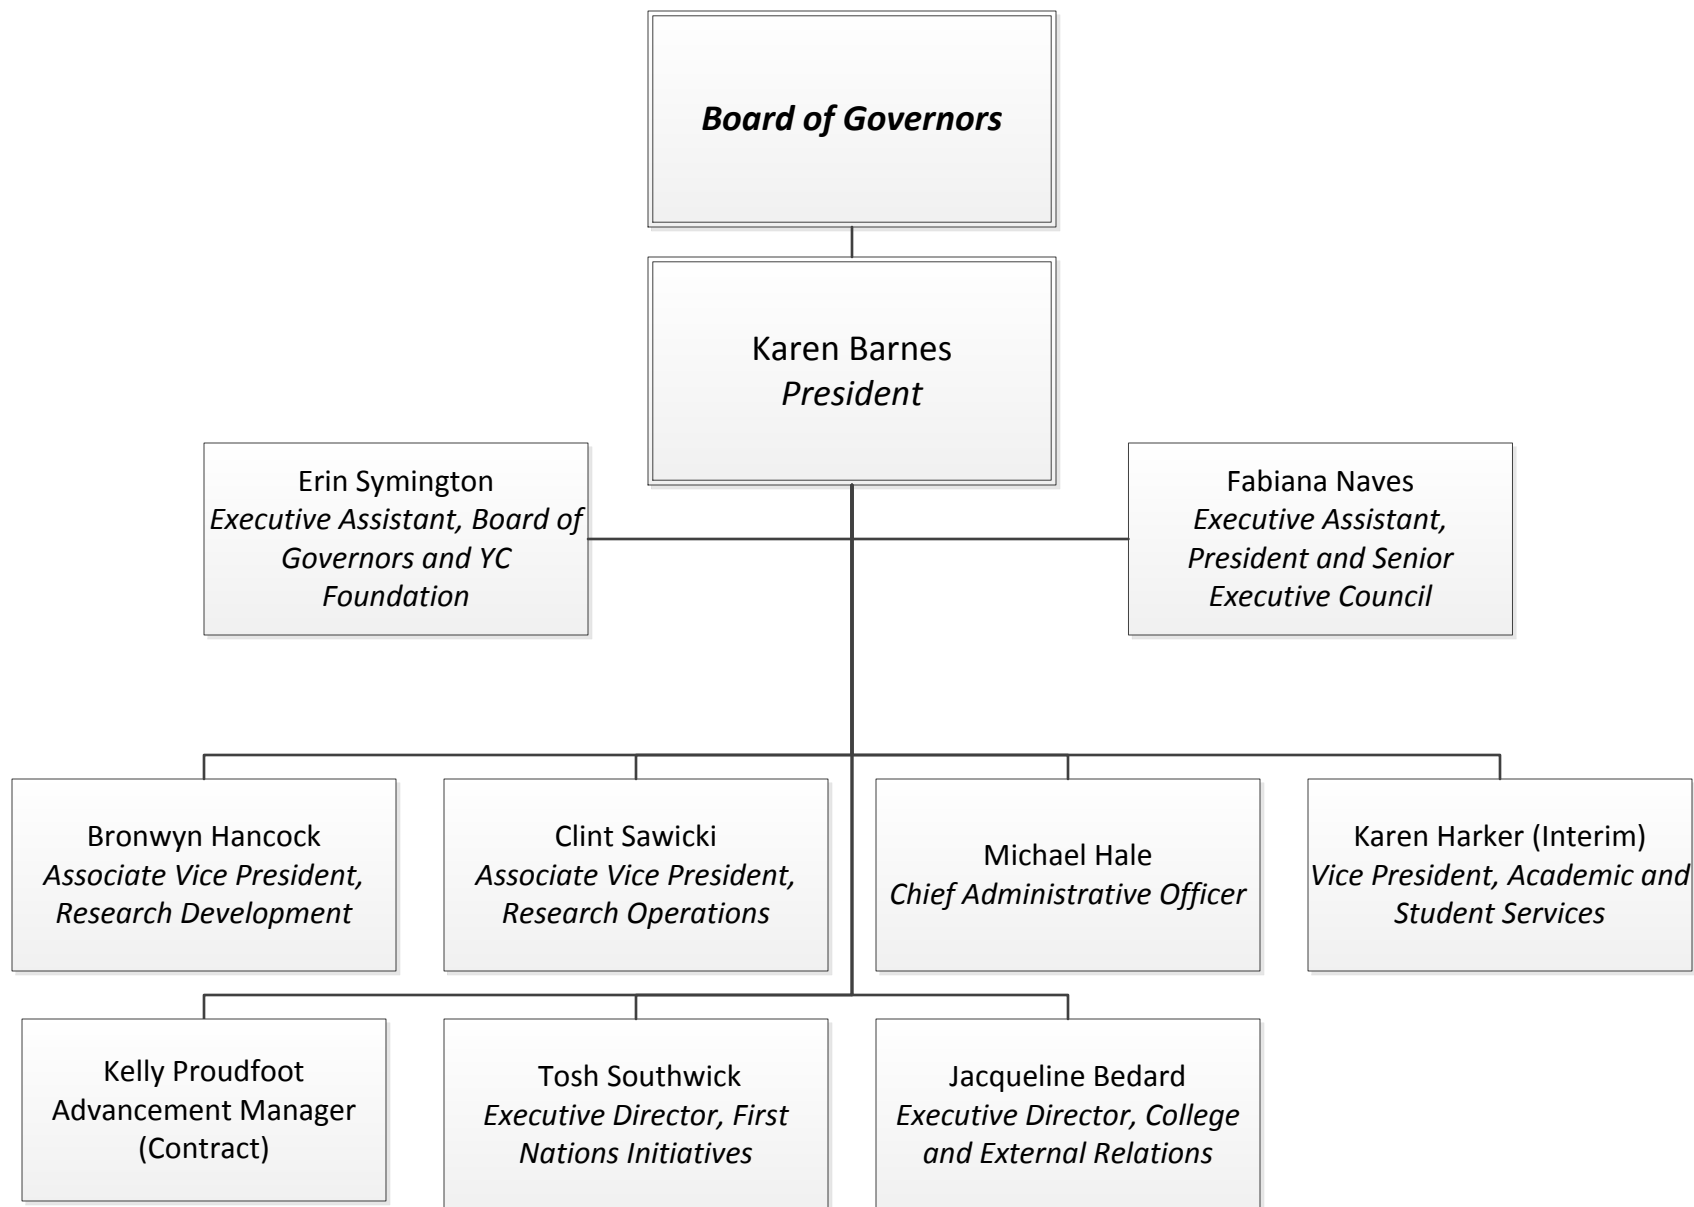 Board of Governors
Karen Barnes
President
Erin Symington
Executive Assistant, Board of
Governors and YC
Foundation
Fabiana Naves
Executive Assistant,
President and Senior
Executive Council
Bronwyn Hancock
Associate Vice President,
Research Development
Clint Sawicki
Associate Vice President,
Research Operations
Michael Hale
Chief Administrative Officer
Karen Harker (Interim)
Vice President, Academic and
Student Services
Kelly Proudfoot
Advancement Manager
(Contract)
Tosh Southwick
Executive Director, First
Nations Initiatives
Jacqueline Bedard
Executive Director, College
and External Relations